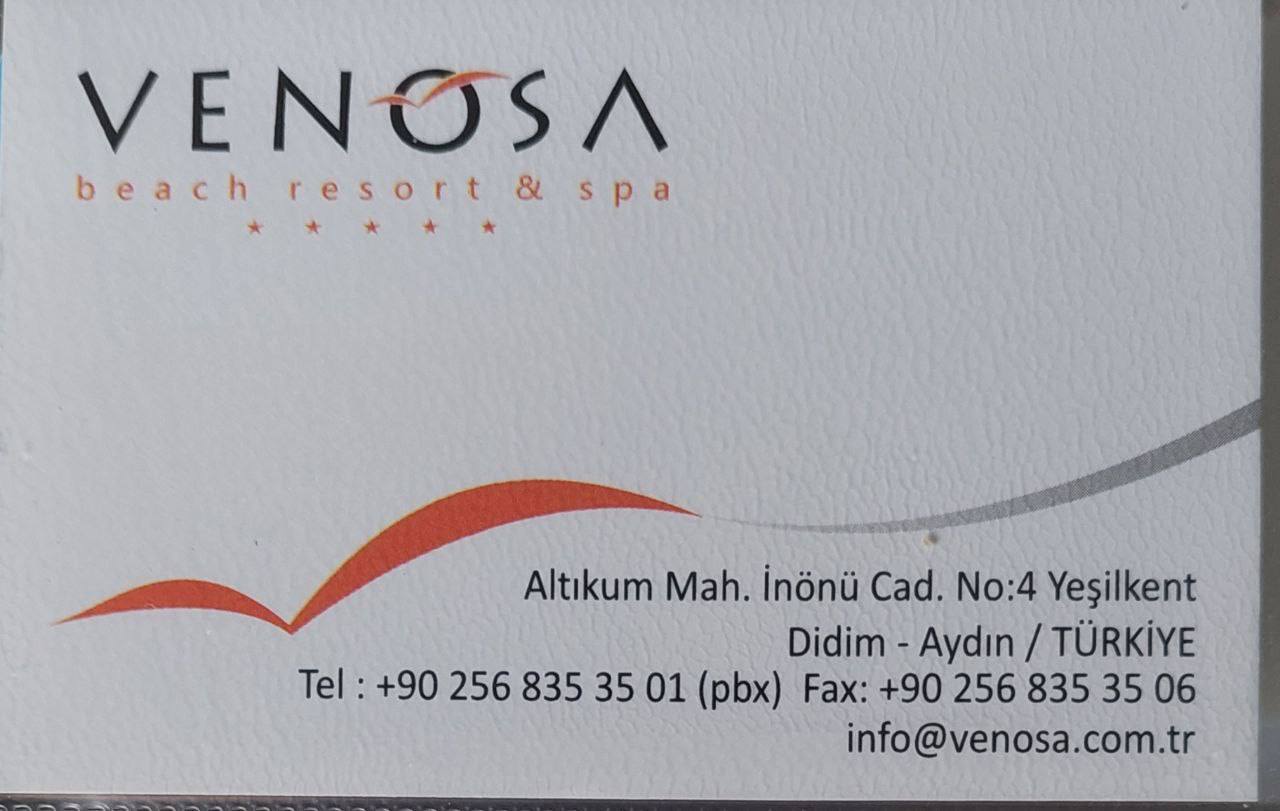 VENOSA
beach resort & spa
★ ★ ★ ★ ★
Altıkum Mah. İnönü Cad. No:4 Yeşilkent
Didim - Aydın / TÜRKİYE
Tel : +90 256 835 35 01 (pbx) Fax: +90 256 835 35 06
info@venosa.com.tr